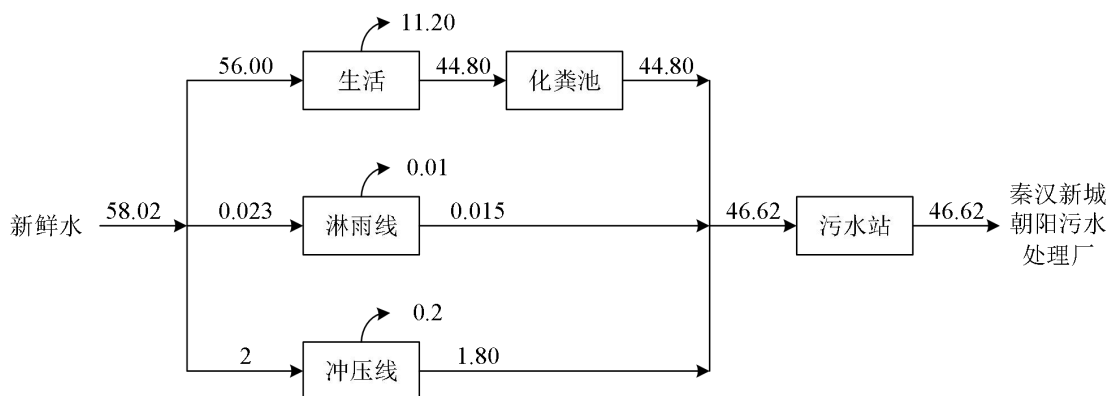 11.20
56.00
生活
44.80
化粪池
44.80
0.01
新鲜水
58.02
0.023
淋雨线
0.015
46.62
污水站
46.62
秦汉新城
朝阳污水
处理厂
0.2
2
冲压线
1.80